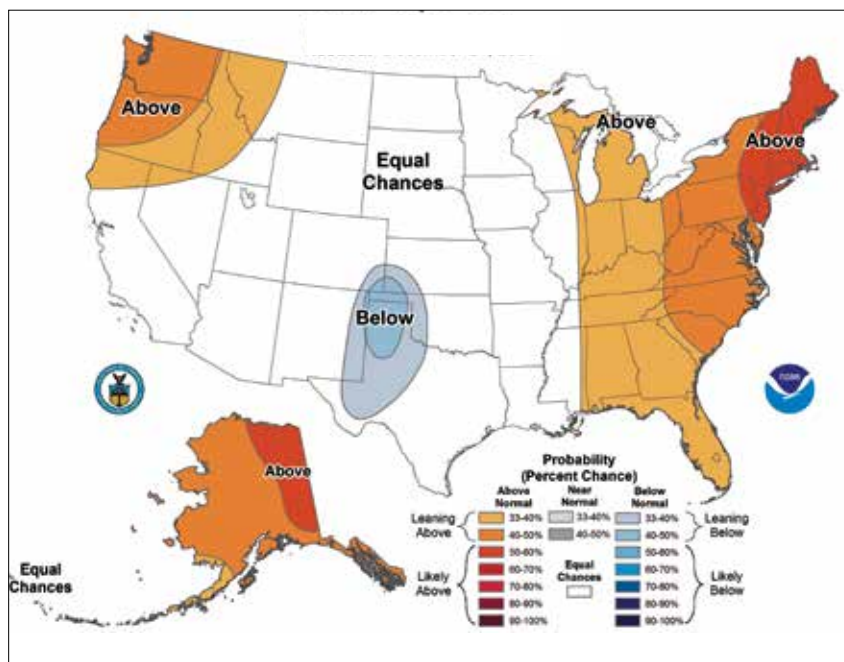 Above
Above
Above
Equal
Chances
Below
Above
Equal
Chances
Probability
(Percent Chance)
Above
Normal
Near
Normal
Below
Normal
Leaning
Above
33-40%
33-40%
33-40%
Leaning
Below
40-50%
40-50%
40-50%
50-60%
50-60%
Likely
Above
60-70%
Equal
Chances
60-70%
Likely
Below
70-80%
70-80%
80-90%
80-90%
90-100%
90-100%
noaa